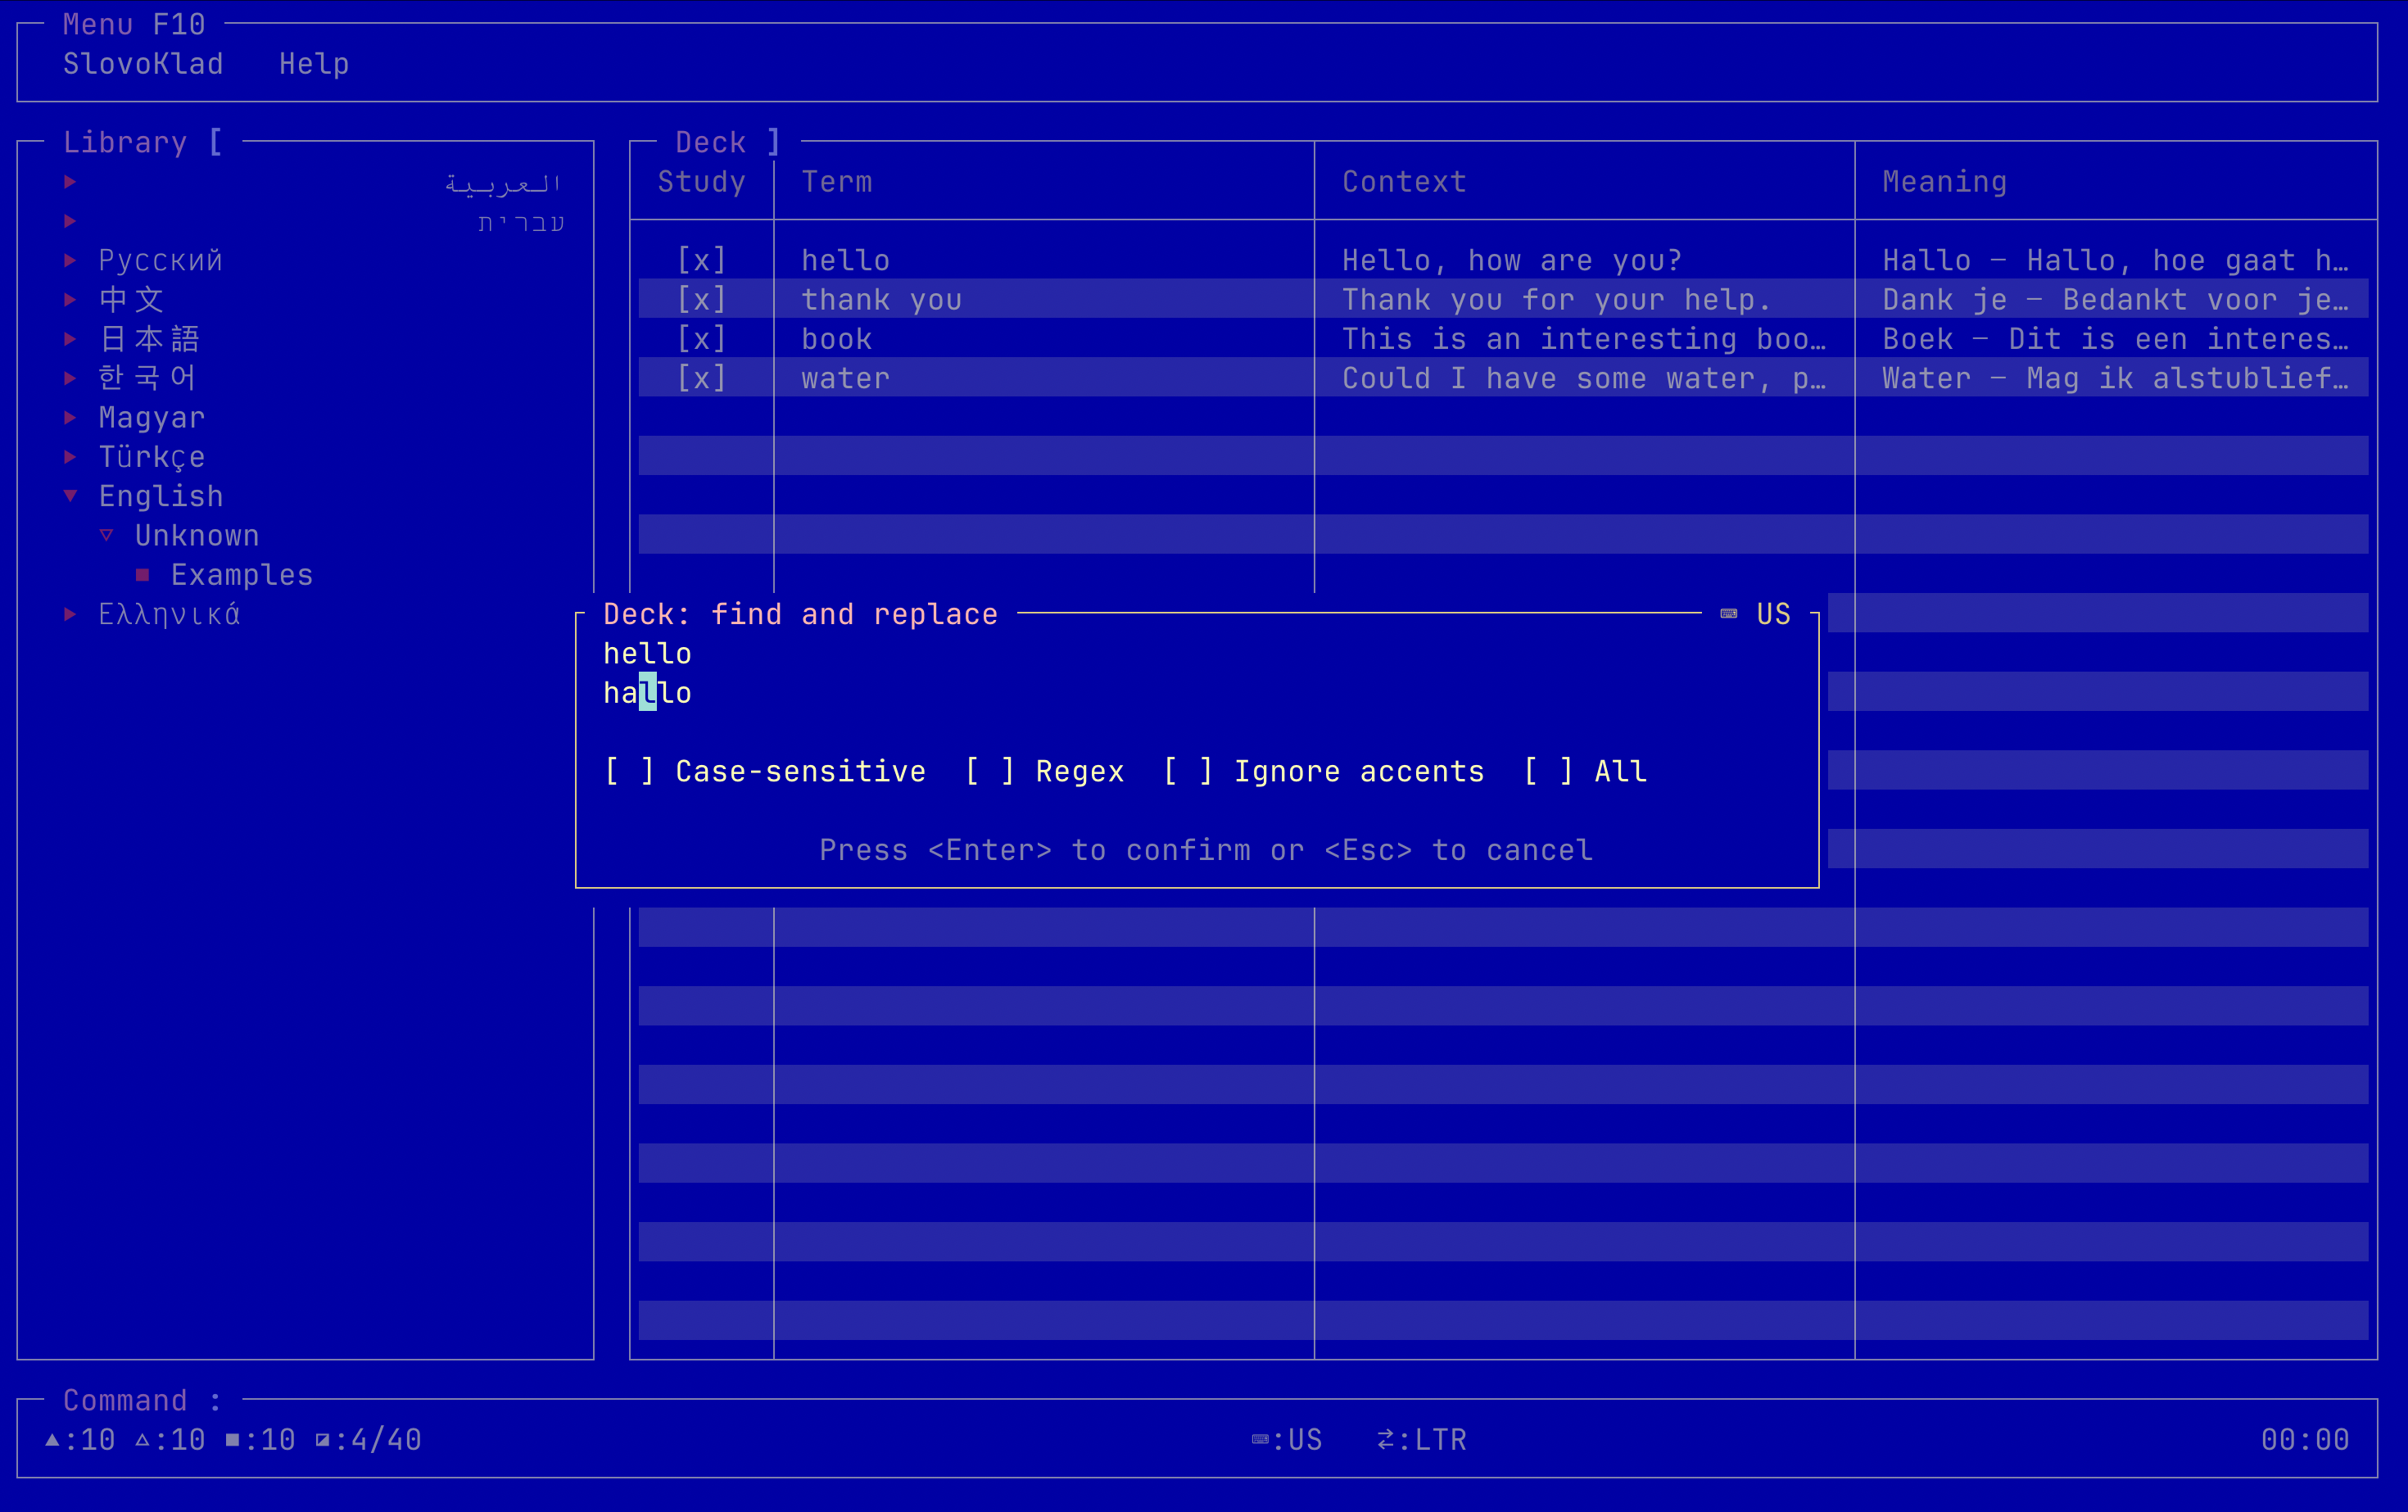 Menu F10
SlovoKlad Help
Library [
العربية
עברית
Русский
中文
日本語
한국어
Magyar
Türkçe
English
Unknown
Examples
Ελληνικά
Deck ]
Study Term Context Meaning
[x] hello Hello, how are you? Hallo — Hallo, hoe gaat h…
[x] thank you Thank you for your help. Dank je — Bedankt voor je…
[x] book This is an interesting boo… Boek — Dit is een interes…
[x] water Could I have some water, p… Water — Mag ik alstublief…
Deck: find and replace ⌨ US
hello
hallo
[ ] Case-sensitive [ ] Regex [ ] Ignore accents [ ] All
Press <Enter> to confirm or <Esc> to cancel
Command :
▲:10 △:10 ■:10 ◪:4/40 ⌨:US ⇄:LTR 00:00